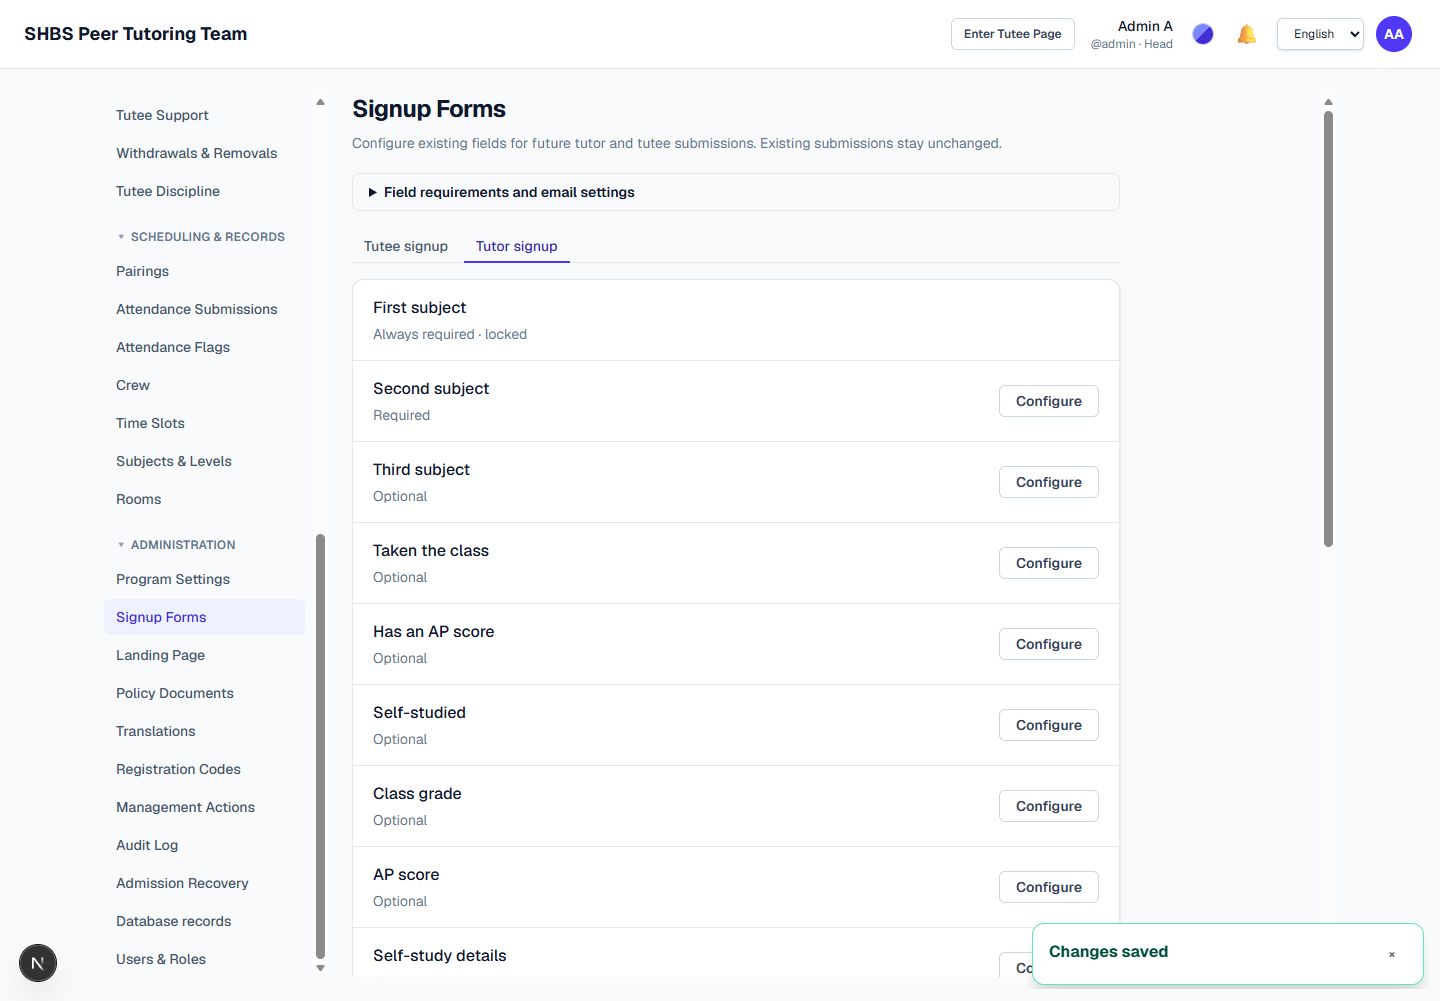 SHBS Peer Tutoring Team
Enter Tutee Page
Admin A
@admin · Head
English
AA
Tutee Support
Withdrawals & Removals
Tutee Discipline
SCHEDULING & RECORDS
Pairings
Attendance Submissions
Attendance Flags
Crew
Time Slots
Subjects & Levels
Rooms
ADMINISTRATION
Program Settings
Signup Forms
Landing Page
Policy Documents
Translations
Registration Codes
Management Actions
Audit Log
Admission Recovery
Database records
Users & Roles
N
Signup Forms
Configure existing fields for future tutor and tutee submissions. Existing submissions stay unchanged.
Field requirements and email settings
Tutee signup
Tutor signup
First subject
Always required · locked
Second subject
Required
Configure
Third subject
Optional
Configure
Taken the class
Optional
Configure
Has an AP score
Optional
Configure
Self-studied
Optional
Configure
Class grade
Optional
Configure
AP score
Optional
Configure
Self-study details
Co
Changes saved
×